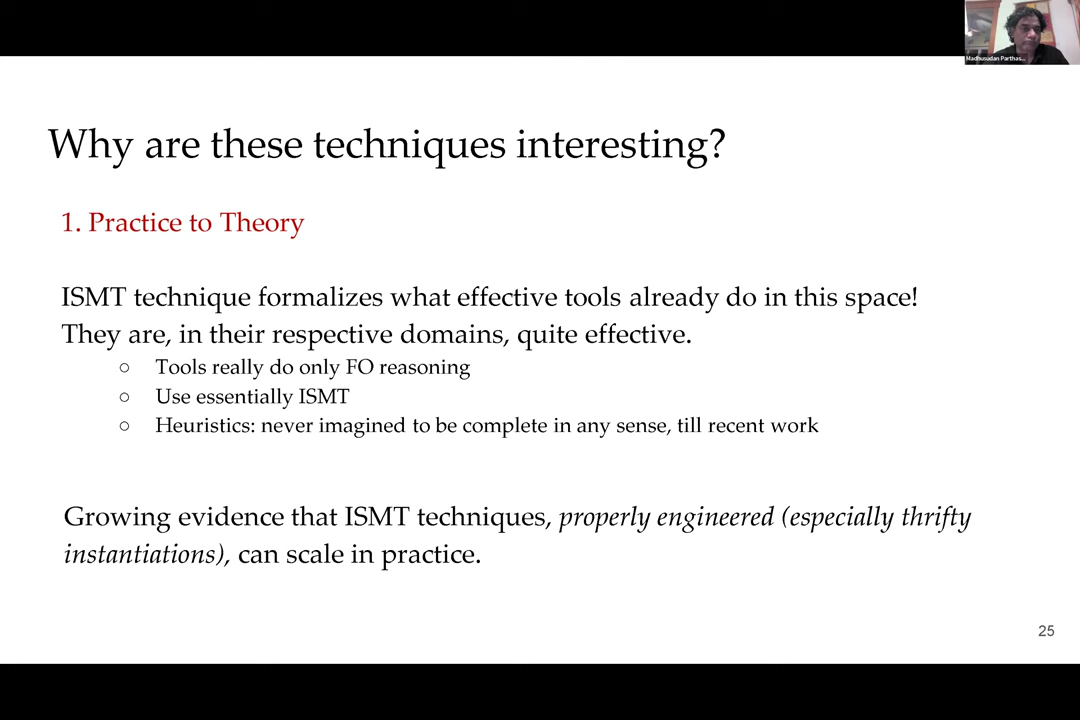 Madhusudan Parthas...
Why are these techniques interesting?
1. Practice to Theory
ISMT technique formalizes what effective tools already do in this space!
They are, in their respective domains, quite effective.
○ Tools really do only FO reasoning
○ Use essentially ISMT
○ Heuristics: never imagined to be complete in any sense, till recent work
Growing evidence that ISMT techniques, properly engineered (especially thrifty
instantiations), can scale in practice.
25